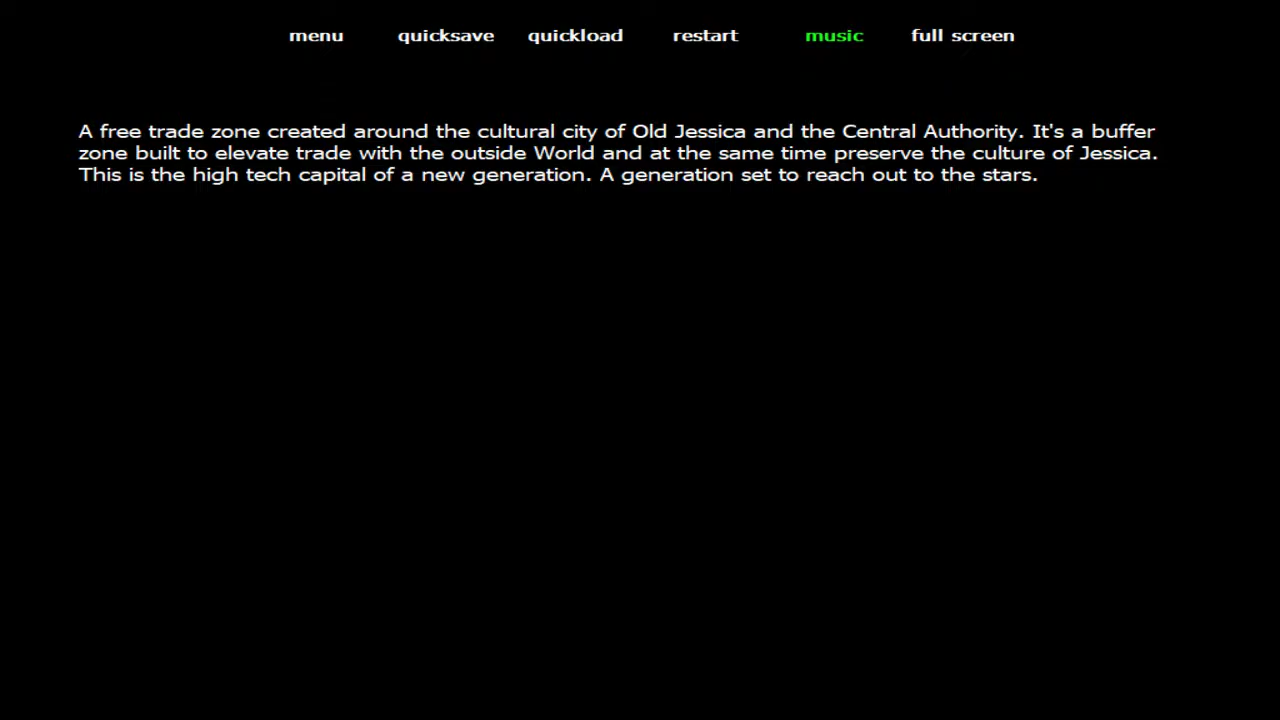 menu quicksave quickload restart music full screen
A free trade zone created around the cultural city of Old Jessica and the Central Authority. It's a buffer
zone built to elevate trade with the outside World and at the same time preserve the culture of Jessica.
This is the high tech capital of a new generation. A generation set to reach out to the stars.